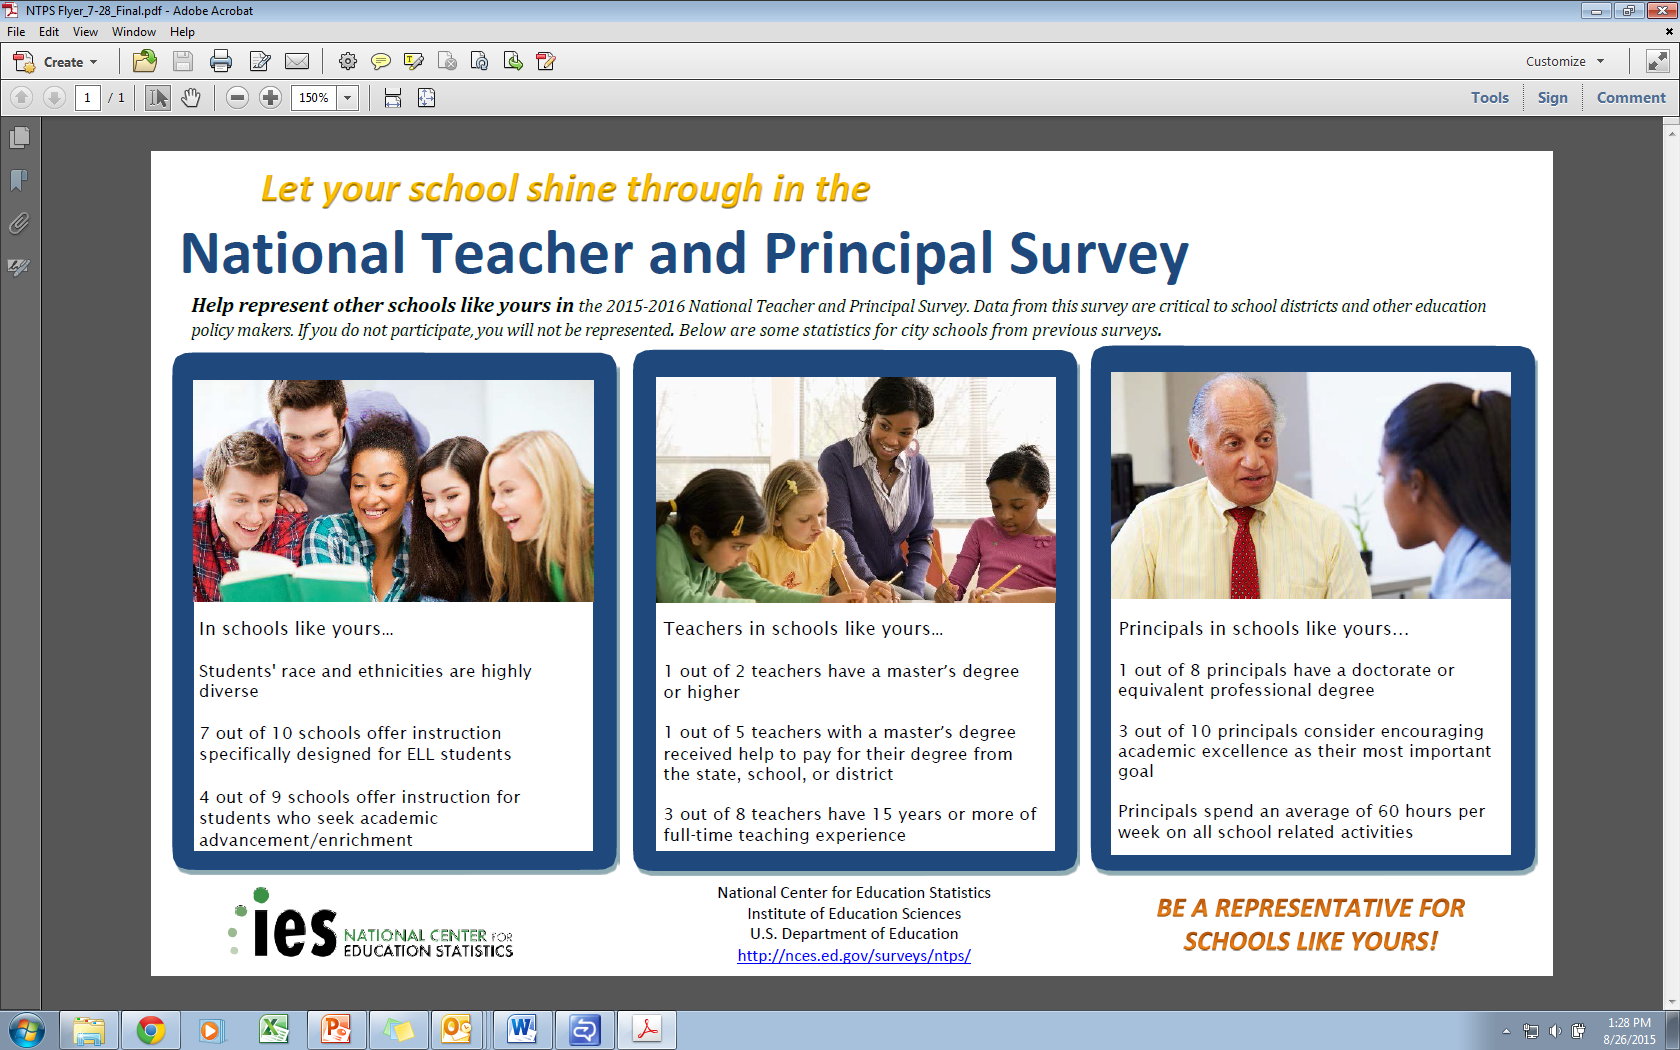 NTPS Flyer_7-28_Final.pdf - Adobe Acrobat
File Edit View Window Help
Create
Customize
1 / 1
150%
Tools Sign Comment
Let your school shine through in the
National Teacher and Principal Survey
Help represent other schools like yours in the 2015-2016 National Teacher and Principal Survey. Data from this survey are critical to school districts and other education
policy makers. If you do not participate, you will not be represented. Below are some statistics for city schools from previous surveys.
In schools like yours...
Students' race and ethnicities are highly
diverse
7 out of 10 schools offer instruction
specifically designed for ELL students
4 out of 9 schools offer instruction for
students who seek academic
advancement/enrichment
Teachers in schools like yours...
1 out of 2 teachers have a master's degree
or higher
1 out of 5 teachers with a master's degree
received help to pay for their degree from
the state, school, or district
3 out of 8 teachers have 15 years or more of
full-time teaching experience
Principals in schools like yours...
1 out of 8 principals have a doctorate or
equivalent professional degree
3 out of 10 principals consider encouraging
academic excellence as their most important
goal
Principals spend an average of 60 hours per
week on all school related activities
ies NATIONAL CENTER FOR
EDUCATION STATISTICS
National Center for Education Statistics
Institute of Education Sciences
U.S. Department of Education
http://nces.ed.gov/surveys/ntps/
BE A REPRESENTATIVE FOR
SCHOOLS LIKE YOURS!
1:28 PM
8/26/2015